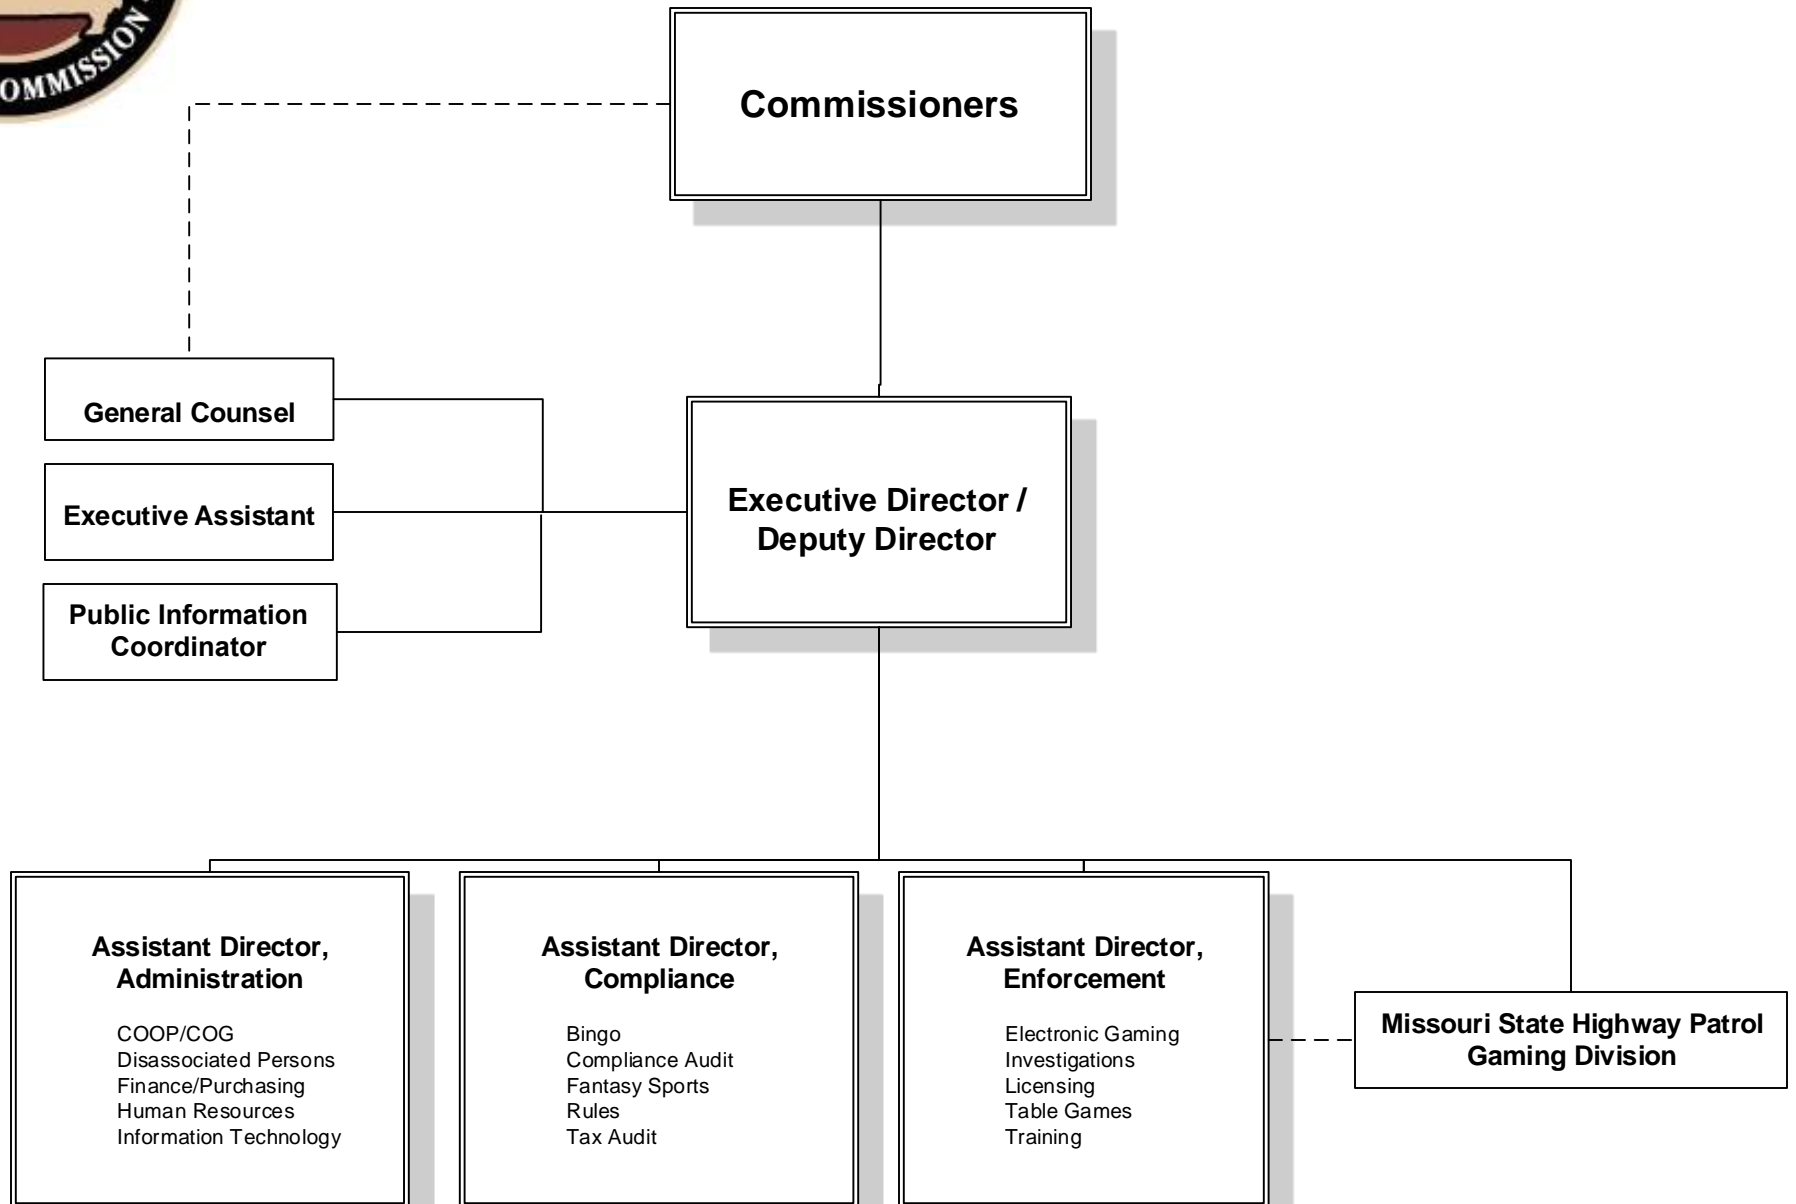 OMMISSION
Commissioners
General Counsel
Executive Assistant
Public Information
Coordinator
Executive Director /
Deputy Director
Assistant Director,
Administration
COOP/COG
Disassociated Persons
Finance/Purchasing
Human Resources
Information Technology
Assistant Director,
Compliance
Bingo
Compliance Audit
Fantasy Sports
Rules
Tax Audit
Assistant Director,
Enforcement
Electronic Gaming
Investigations
Licensing
Table Games
Training
Missouri State Highway Patrol
Gaming Division